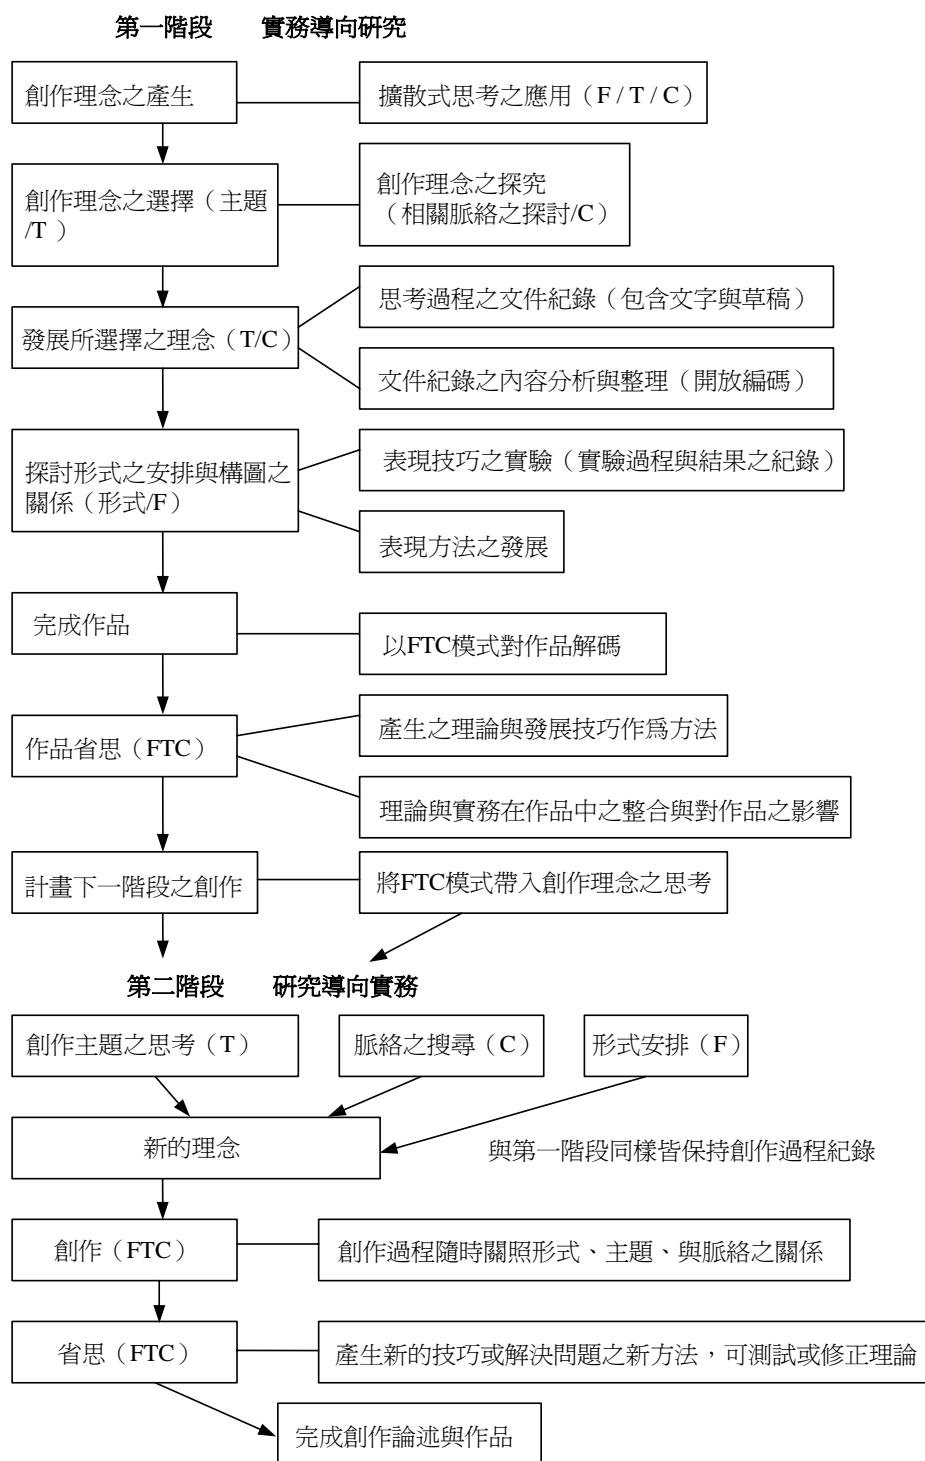 第一階段 實務導向研究
創作理念之產生
擴散式思考之應用（F / T / C）
創作理念之選擇（主題
/T ）
創作理念之探究
（相關脈絡之探討/C）
發展所選擇之理念（T/C）
思考過程之文件紀錄（包含文字與草稿）
文件紀錄之內容分析與整理（開放編碼）
探討形式之安排與構圖之
關係（形式/F）
表現技巧之實驗（實驗過程與結果之紀錄）
表現方法之發展
完成作品
以FTC模式對作品解碼
作品省思（FTC）
產生之理論與發展技巧作為方法
理論與實務在作品中之整合與對作品之影響
計畫下一階段之創作
將FTC模式帶入創作理念之思考
第二階段 研究導向實務
創作主題之思考（T）
脈絡之搜尋（C）
形式安排（F）
新的理念
與第一階段同樣皆保持創作過程紀錄
創作（FTC）
創作過程隨時關照形式、主題、與脈絡之關係
省思（FTC）
產生新的技巧或解決問題之新方法，可測試或修正理論
完成創作論述與作品